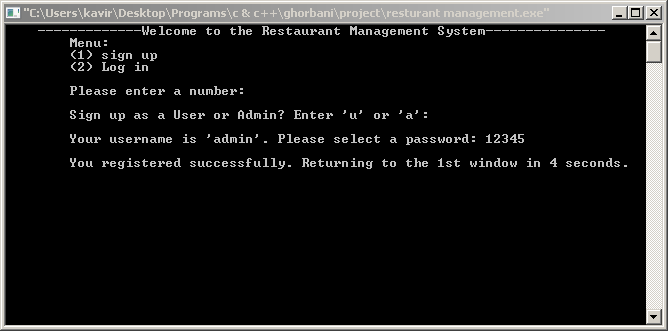 "C:\Users\kavir\Desktop\Programs\c & c++\ghorbani\project\resturant management.exe"
-------------Welcome to the Restaurant Management System---------------
Menu:
(1) sign up
(2) Log in
Please enter a number:
Sign up as a User or Admin? Enter 'u' or 'a':
Your username is 'admin'. Please select a password: 12345
You registered successfully. Returning to the 1st window in 4 seconds.